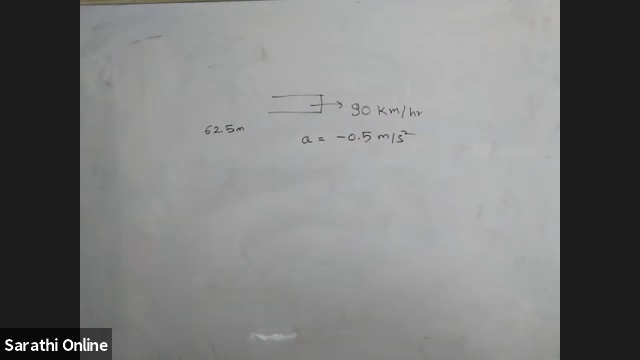 90 km/hr
62.5m
a = -0.5 m/s²
Sarathi Online